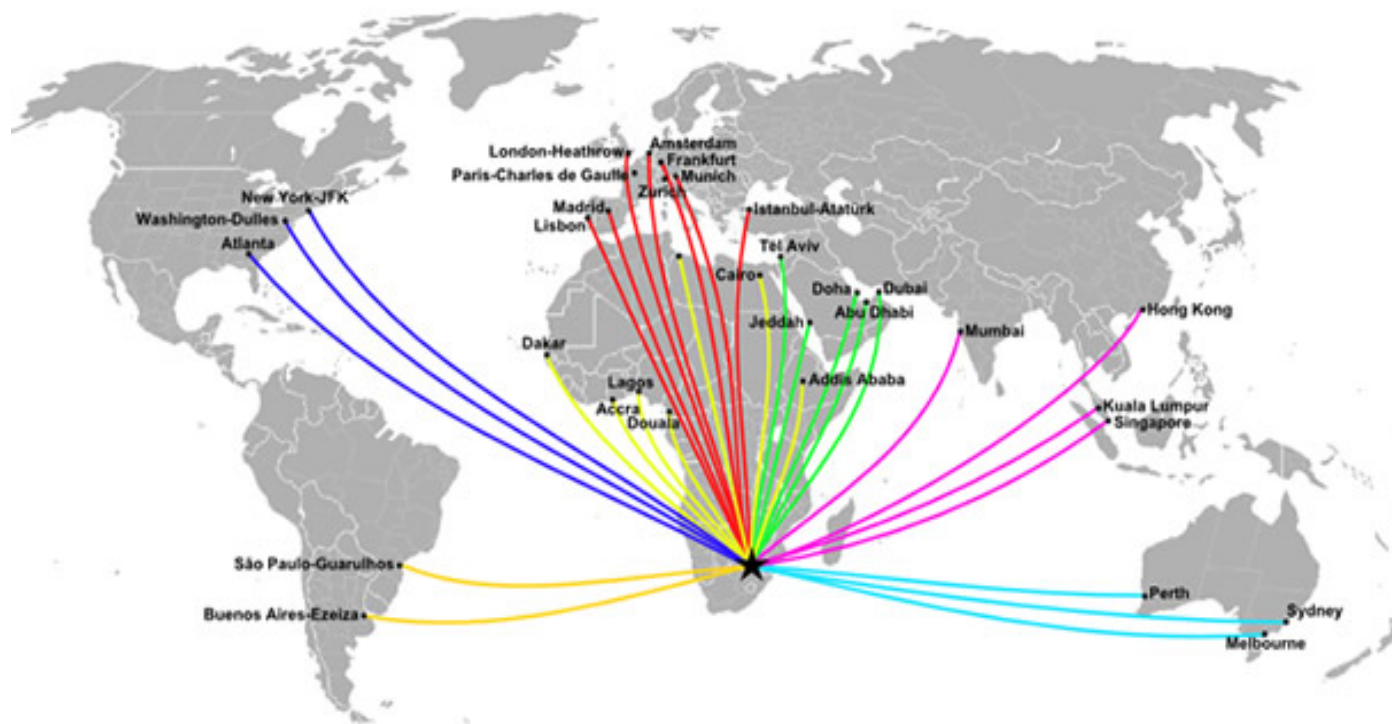 London-Heathrow
Amsterdam
Frankfurt
Paris-Charles de Gaulle
Munich
Zurich
New York-JFK
Washington-Dulles
Atlanta
Madrid
Lisbon
Istanbul-Atatürk
Tel Aviv
Cairo
Doha
Dubai
Abu Dhabi
Jeddah
Hong Kong
Mumbai
Dakar
Addis Ababa
Lagos
Accra
Douala
Kuala Lumpur
Singapore
São Paulo-Guarulhos
Buenos Aires-Ezeiza
Perth
Sydney
Melbourne